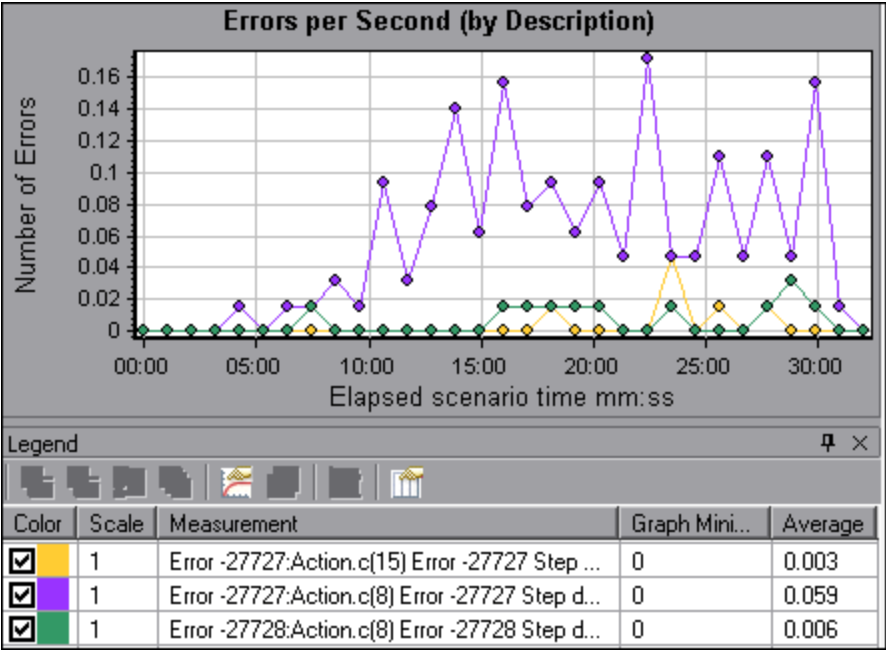 Errors per Second (by Description)
Number of Errors
0.16
0.14
0.12
0.1
0.08
0.06
0.04
0.02
0
00:00 05:00 10:00 15:00 20:00 25:00 30:00
Elapsed scenario time mm:ss
Legend
Color Scale Measurement Graph Mini... Average
1 Error -27727:Action.c(15) Error -27727 Step ... 0 0.003
1 Error -27727:Action.c(8) Error -27727 Step d... 0 0.059
1 Error -27728:Action.c(8) Error -27728 Step d... 0 0.006